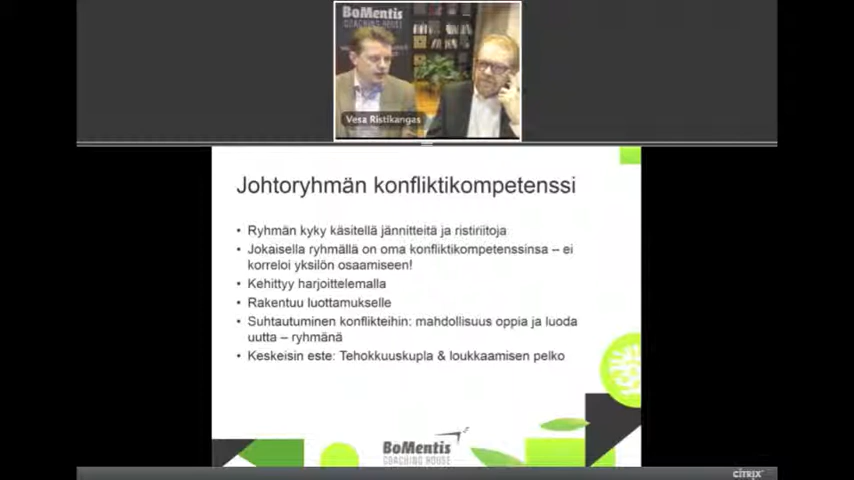 BoMentis
COACHING HOUSE
Vesa Ristikangas
Johtoryhmän konfliktikompetenssi
• Ryhmän kyky käsitellä jännitteitä ja ristiriitoja
• Jokaisella ryhmällä on oma konfliktikompetenssinsa – ei
korreloi yksilön osaamiseen!
• Kehittyy harjoittelemalla
• Rakentuu luottamukselle
• Suhtautuminen konflikteihin: mahdollisuus oppia ja luoda
uutta – ryhmänä
• Keskeisin este: Tehokkuuskupla & loukkaamisen pelko
BoMentis
COACHING HOUSE
CITRIX